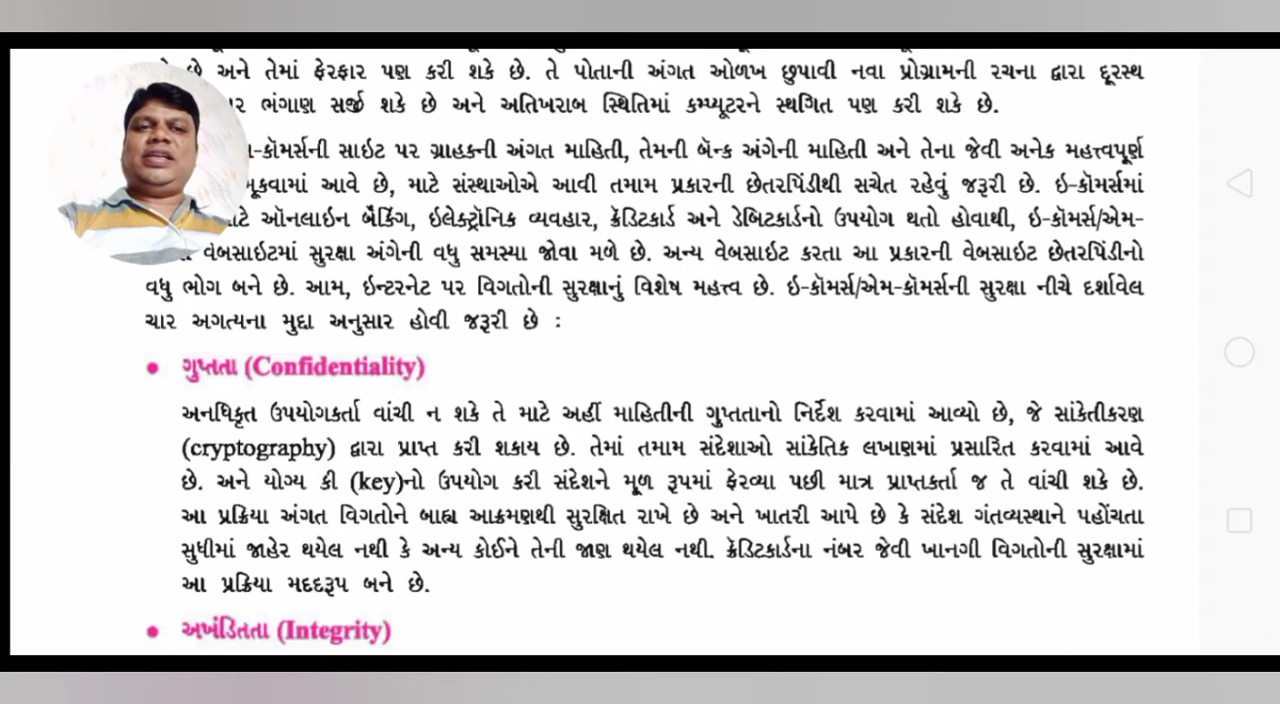 છે અને તેમાં ફેરફાર પણ કરી શકે છે. તે પોતાની અંગત ઓળખ છુપાવી નવા પ્રોગ્રામની રચના દ્વારા દૂરસ્થ
ભંગાણ સર્જી શકે છે અને અતિખરાબ સ્થિતિમાં કમ્પ્યૂટરને સ્થગિત પણ કરી શકે છે.
-કૉમર્સની સાઇટ પર ગ્રાહકની અંગત માહિતી, તેમની બૅન્ક અંગેની માહિતી અને તેના જેવી અનેક મહત્ત્વપૂર્ણ
મૂકવામાં આવે છે, માટે સંસ્થાઓએ આવી તમામ પ્રકારની છેતરપિંડીથી સચેત રહેવું જરૂરી છે. ઇ-કૉમર્સમાં
ઑનલાઇન બૅંકિંગ, ઇલેક્ટ્રૉનિક વ્યવહાર, ક્રૅડિટકાર્ડ અને ડેબિટકાર્ડનો ઉપયોગ થતો હોવાથી, ઇ-કૉમર્સ/એમ-
વેબસાઇટમાં સુરક્ષા અંગેની વધુ સમસ્યા જોવા મળે છે. અન્ય વેબસાઇટ કરતા આ પ્રકારની વેબસાઇટ છેતરપિંડીનો
વધુ ભોગ બને છે. આમ, ઇન્ટરનેટ પર વિગતોની સુરક્ષાનું વિશેષ મહત્ત્વ છે. ઇ-કૉમર્સ/એમ-કૉમર્સની સુરક્ષા નીચે દર્શાવેલ
ચાર અગત્યના મુદ્દા અનુસાર હોવી જરૂરી છે :
• ગુપ્તતા (Confidentiality)
અનધિકૃત ઉપયોગકર્તા વાંચી ન શકે તે માટે અહીં માહિતીની ગુપ્તતાનો નિર્દેશ કરવામાં આવ્યો છે, જે સાંકેતીકરણ
(cryptography) દ્વારા પ્રાપ્ત કરી શકાય છે. તેમાં તમામ સંદેશાઓ સાંકેતિક લખાણમાં પ્રસારિત કરવામાં આવે
છે. અને યોગ્ય કી (key)નો ઉપયોગ કરી સંદેશને મૂળ રૂપમાં ફેરવ્યા પછી માત્ર પ્રાપ્તકર્તા જ તે વાંચી શકે છે.
આ પ્રક્રિયા અંગત વિગતોને બાહ્ય આક્રમણથી સુરક્ષિત રાખે છે અને ખાતરી આપે છે કે સંદેશ ગંતવ્યસ્થાને પહોંચતા
સુધીમાં જાહેર થયેલ નથી કે અન્ય કોઈને તેની જાણ થયેલ નથી. ક્રૅડિટકાર્ડના નંબર જેવી ખાનગી વિગતોની સુરક્ષામાં
આ પ્રક્રિયા મદદરૂપ બને છે.
• અખંડિતતા (Integrity)